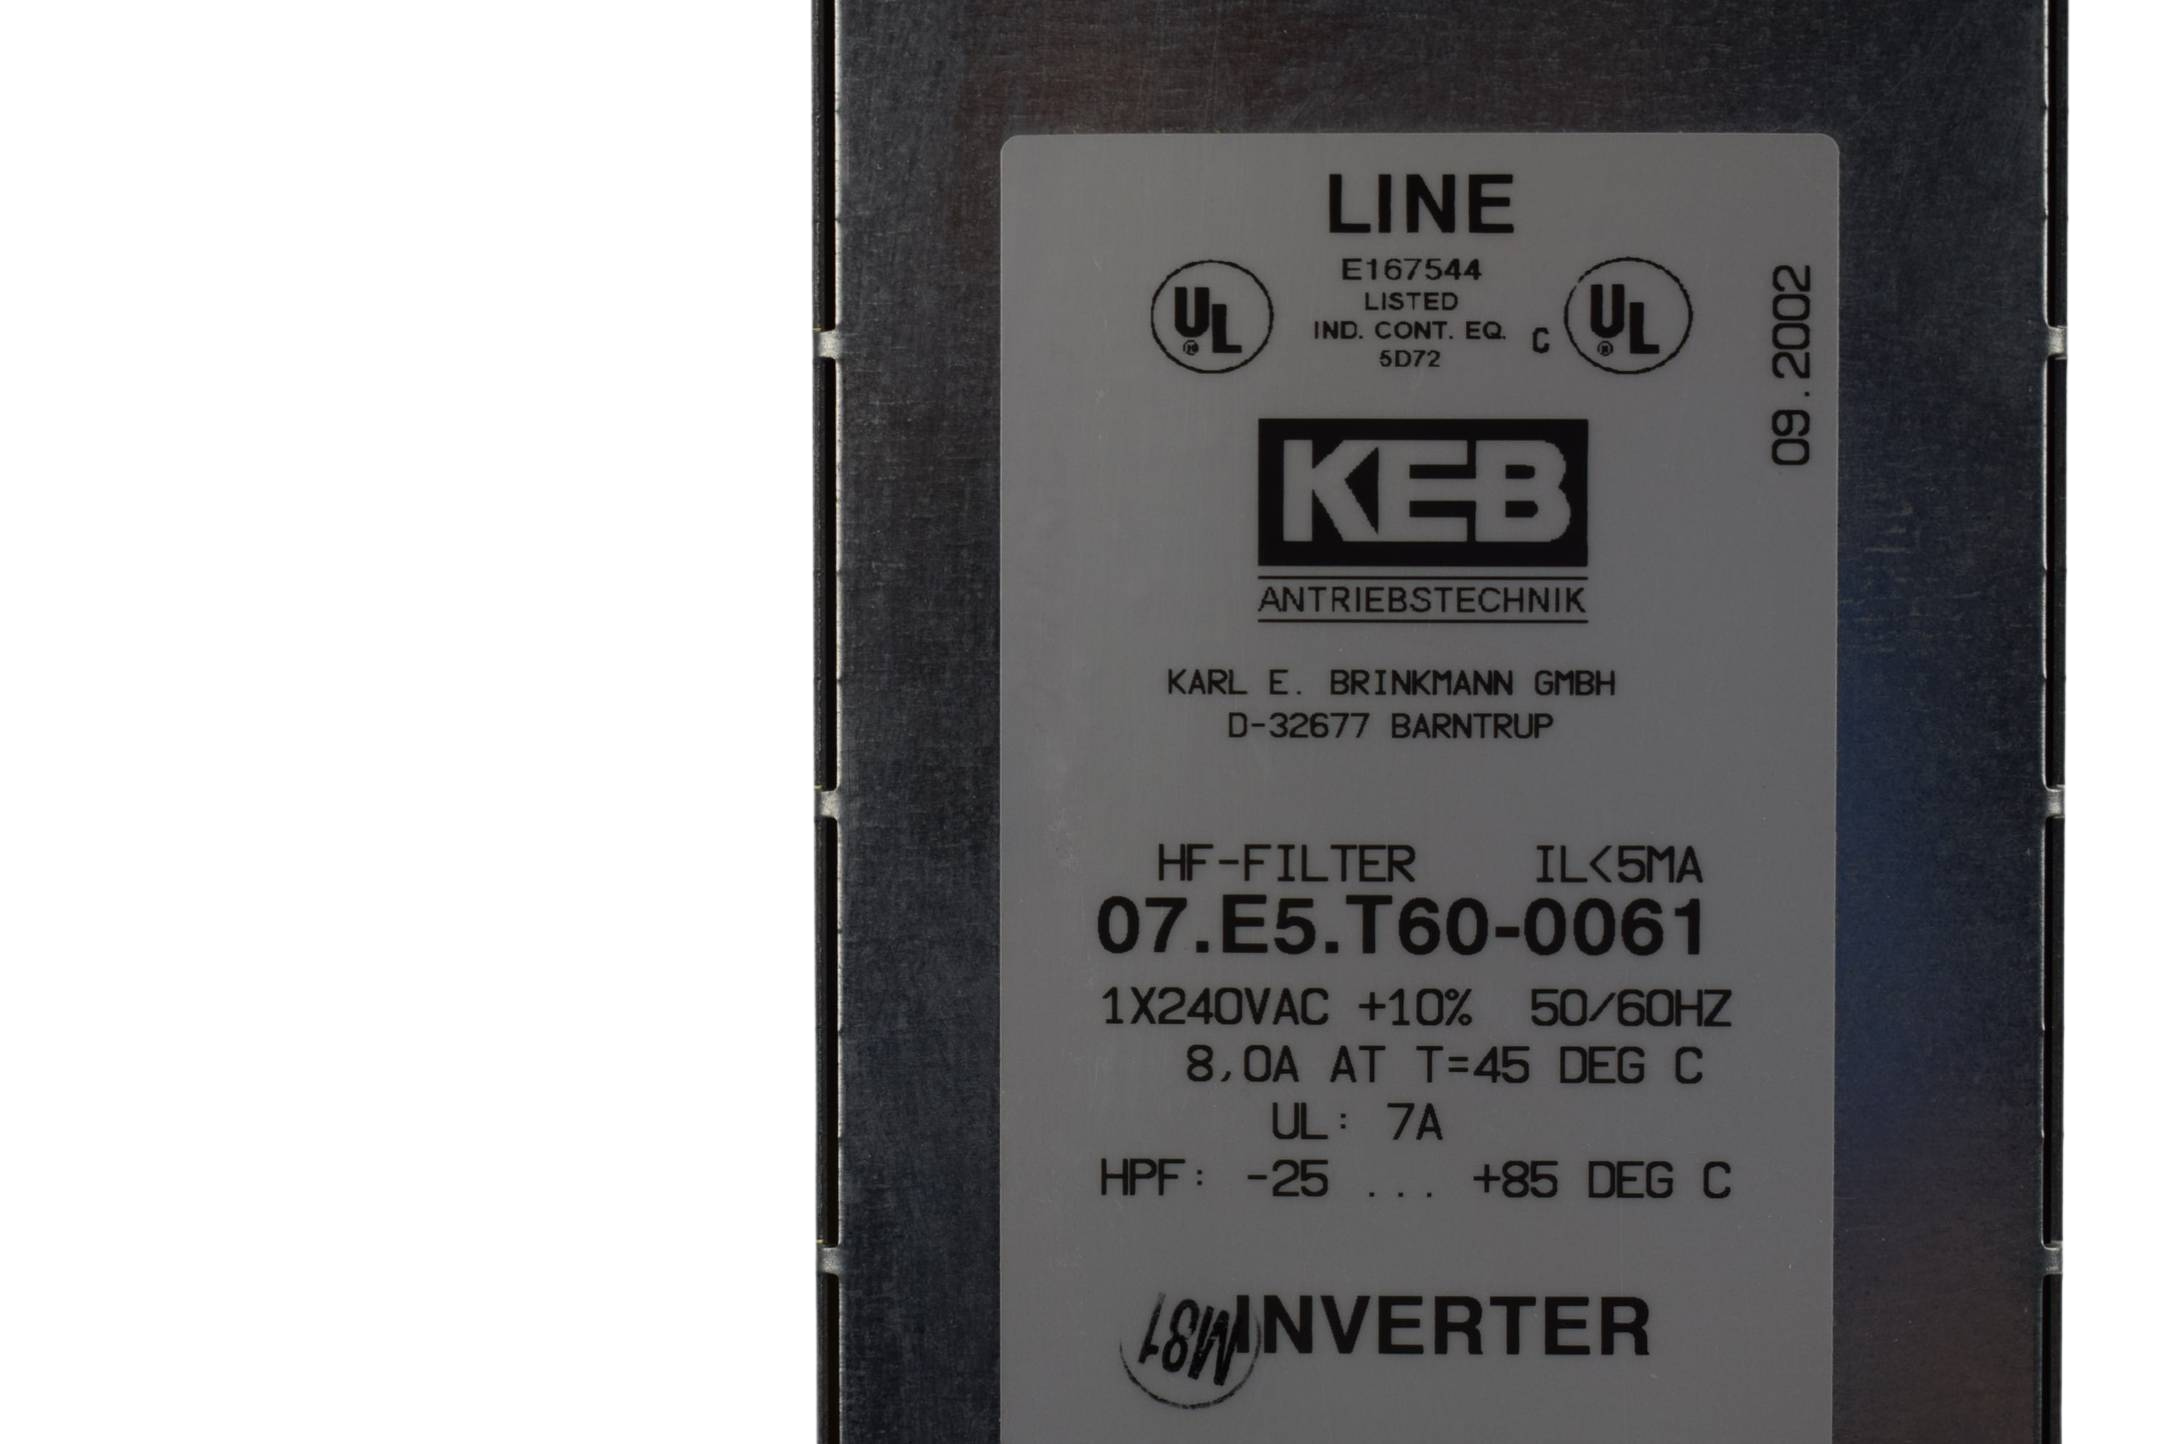 LINE
E167544
LISTED
IND. CONT. EQ.
5D72
UL
C UL
09.2002
KEB
ANTRIEBSTECHNIK
KARL E. BRINKMANN GMBH
D-32677 BARNTRUP
HF-FILTER IL<5MA
07.E5.T60-0061
1X240VAC +10% 50/60HZ
8,0A AT T=45 DEG C
UL: 7A
HPF: -25 ... +85 DEG C
INVERTER
M81